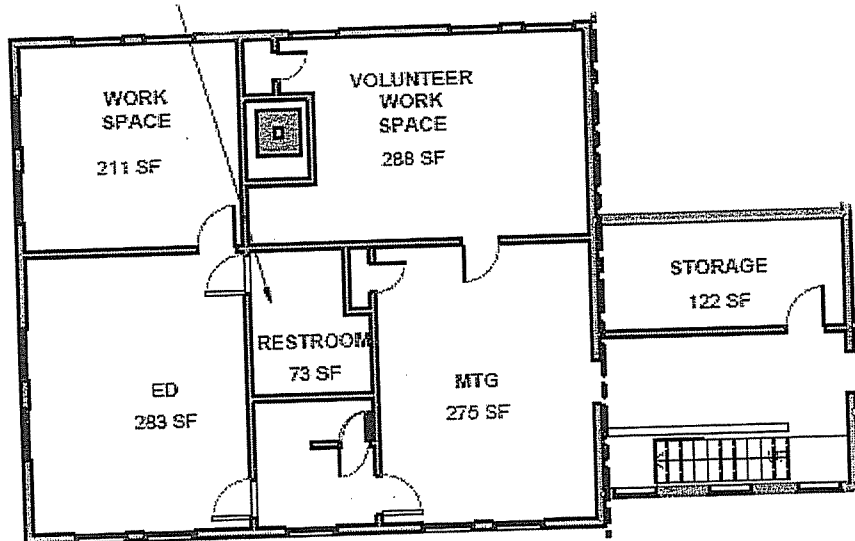 WORK
SPACE
211 SF
VOLUNTEER
WORK
SPACE
288 SF
STORAGE
122 SF
RESTROOM
73 SF
ED
283 SF
MTG
275 SF